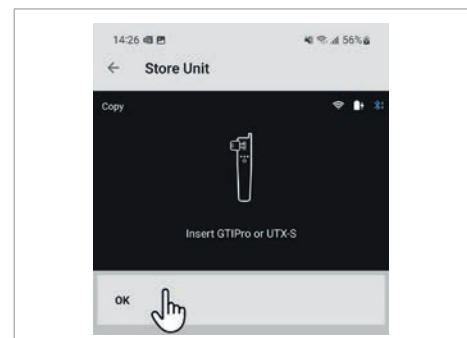 14:26 56%
Store Unit
Copy
Insert GTIPro or UTX-S
OK